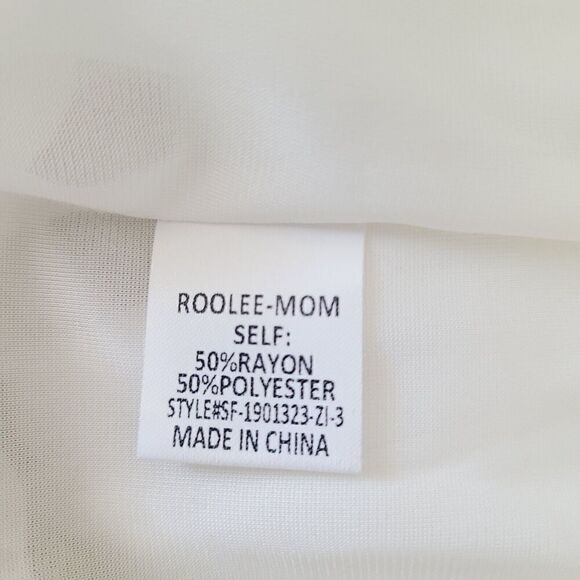 ROOLEE-MOM
SELF:
50%RAYON
50%POLYESTER
STYLE#SF-1901323-ZI-3
MADE IN CHINA